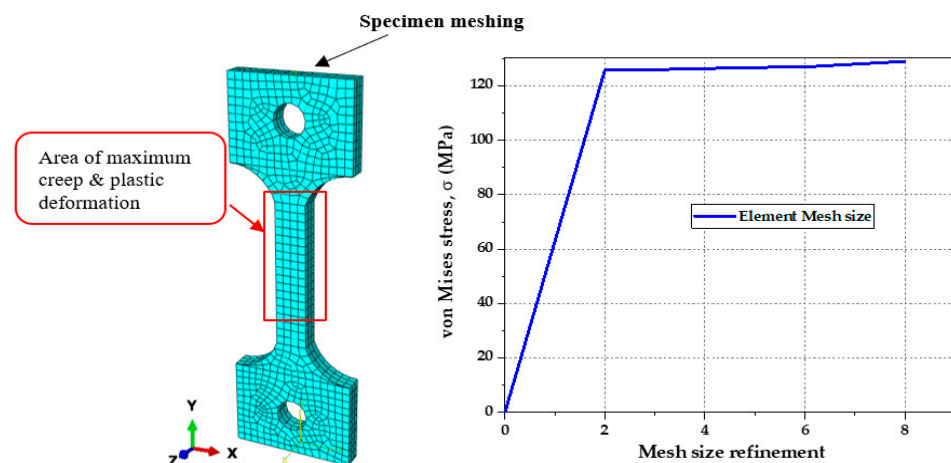 Specimen meshing
Area of maximum
creep & plastic
deformation
Y
X
Z
120
100
80
60
40
20
0
von Mises stress, σ (MPa)
Element Mesh size
0 2 4 6 8
Mesh size refinement